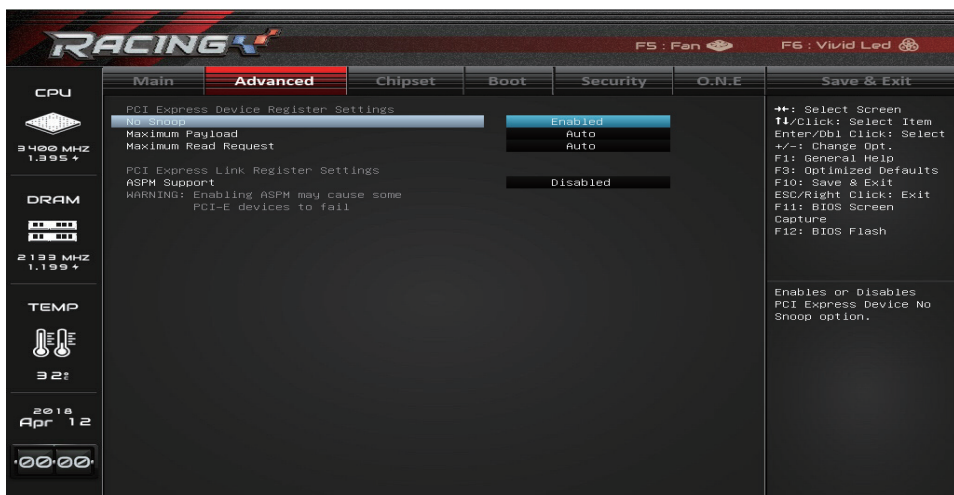 RACING
F5 : Fan
F6 : Vivid Led
Main Advanced Chipset Boot Security O.N.E Save & Exit
CPU
3400 MHZ
1.395 +
DRAM
2133 MHZ
1.199 +
TEMP
32°C
2018
Apr 12
00:00
PCI Express Device Register Settings
No Snoop Enabled
Maximum Payload Auto
Maximum Read Request Auto
PCI Express Link Register Settings
ASPM Support Disabled
WARNING: Enabling ASPM may cause some
PCI-E devices to fail
→←: Select Screen
↑↓/Click: Select Item
Enter/Dbl Click: Select
+/-: Change Opt.
F1: General Help
F3: Optimized Defaults
F10: Save & Exit
ESC/Right Click: Exit
F11: BIOS Screen
Capture
F12: BIOS Flash
Enables or Disables
PCI Express Device No
Snoop option.